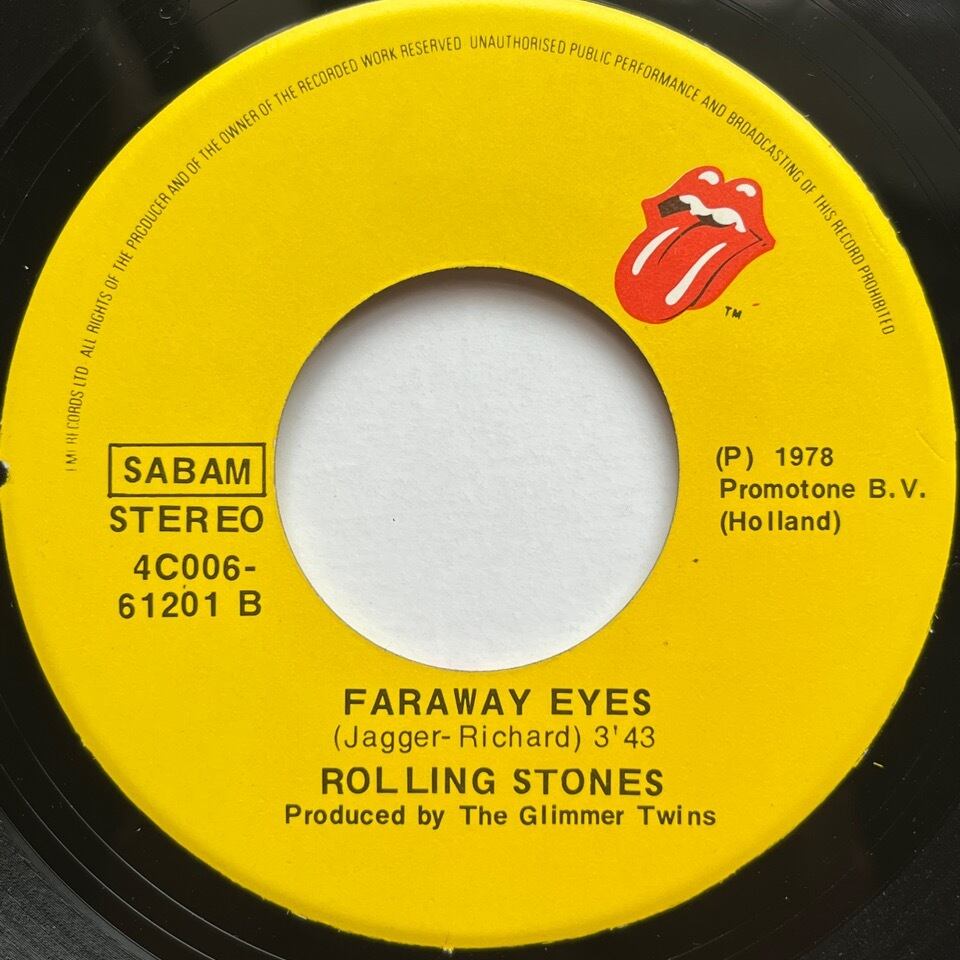 EMI RECORDS LTD ALL RIGHTS OF THE PRODUCER AND OF THE OWNER OF THE RECORDED WORK RESERVED UNAUTHORISED PUBLIC PERFORMANCE AND BROADCASTING OF THIS RECORD PROHIBITED
TM
SABAM
STEREO
4C006-
61201 B
(P) 1978
Promotone B.V.
(Holland)
FARAWAY EYES
(Jagger-Richard) 3'43
ROLLING STONES
Produced by The Glimmer Twins